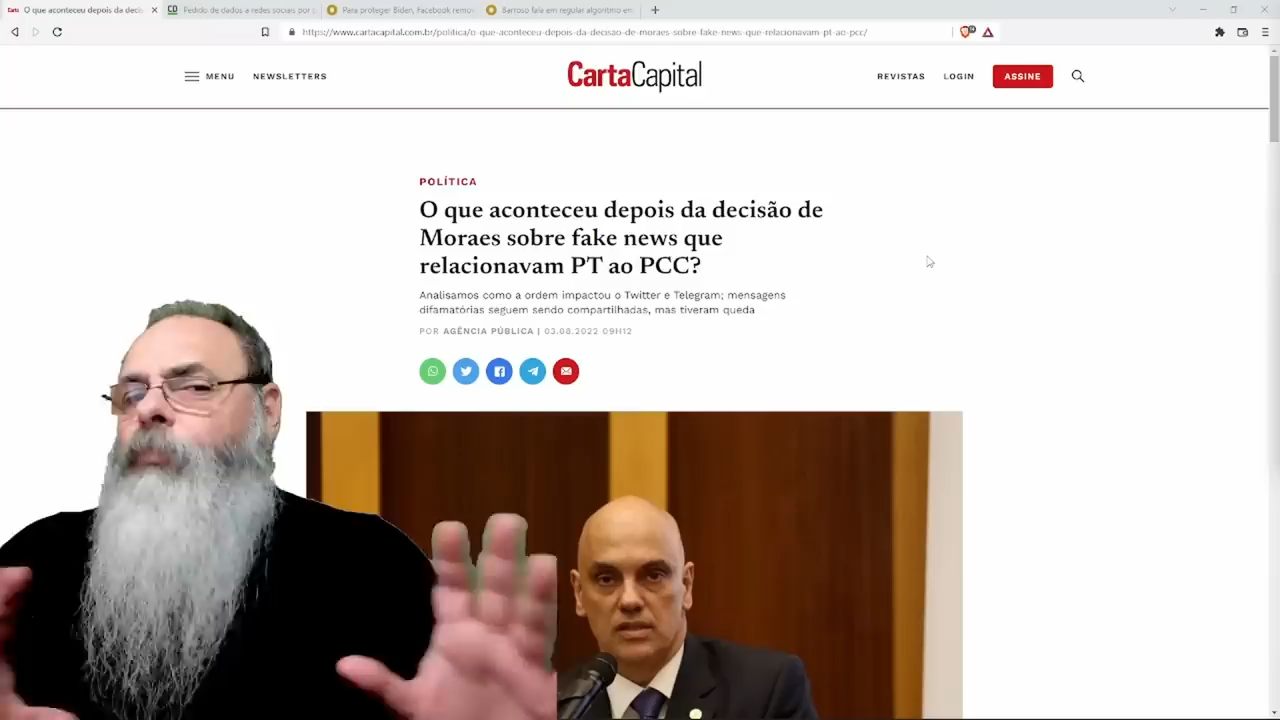 O que aconteceu depois da decis
Pedido de dados a redes sociais por
Para proteger Biden, Facebook remov
Barroso fala em regular algoritmo em
https://www.cartacapital.com.br/politica/o-que-aconteceu-depois-da-decisao-de-moraes-sobre-fake-news-que-relacionavam-pt-ao-pcc/
MENU NEWSLETTERS CartaCapital REVISTAS LOGIN ASSINE
POLÍTICA
O que aconteceu depois da decisão de
Moraes sobre fake news que
relacionavam PT ao PCC?
Analisamos como a ordem impactou o Twitter e Telegram; mensagens
difamatórias seguem sendo compartilhadas, mas tiveram queda
POR AGÊNCIA PÚBLICA | 03.08.2022 09H12